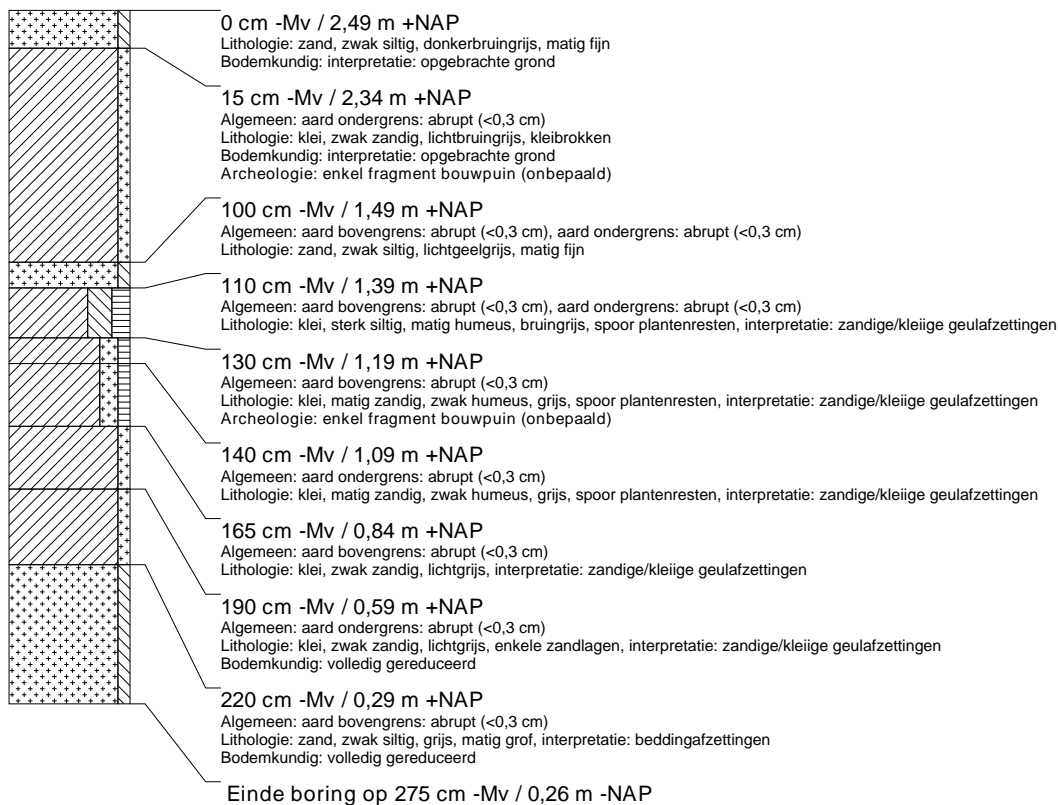 0 cm -Mv / 2,49 m +NAP
Lithologie: zand, zwak siltig, donkerbruingrijs, matig fijn
Bodemkundig: interpretatie: opgebrachte grond
15 cm -Mv / 2,34 m +NAP
Algemeen: aard ondergrens: abrupt (<0,3 cm)
Lithologie: klei, zwak zandig, lichtbruingrijs, kleibrokken
Bodemkundig: interpretatie: opgebrachte grond
Archeologie: enkel fragment bouwpuin (onbepaald)
100 cm -Mv / 1,49 m +NAP
Algemeen: aard bovengrens: abrupt (<0,3 cm), aard ondergrens: abrupt (<0,3 cm)
Lithologie: zand, zwak siltig, lichtgeelgrijs, matig fijn
110 cm -Mv / 1,39 m +NAP
Algemeen: aard bovengrens: abrupt (<0,3 cm), aard ondergrens: abrupt (<0,3 cm)
Lithologie: klei, sterk siltig, matig humeus, bruingrijs, spoor plantenresten, interpretatie: zandige/kleiige geulafzettingen
130 cm -Mv / 1,19 m +NAP
Algemeen: aard bovengrens: abrupt (<0,3 cm)
Lithologie: klei, matig zandig, zwak humeus, grijs, spoor plantenresten, interpretatie: zandige/kleiige geulafzettingen
Archeologie: enkel fragment bouwpuin (onbepaald)
140 cm -Mv / 1,09 m +NAP
Algemeen: aard ondergrens: abrupt (<0,3 cm)
Lithologie: klei, matig zandig, zwak humeus, grijs, spoor plantenresten, interpretatie: zandige/kleiige geulafzettingen
165 cm -Mv / 0,84 m +NAP
Algemeen: aard bovengrens: abrupt (<0,3 cm)
Lithologie: klei, zwak zandig, lichtgrijs, interpretatie: zandige/kleiige geulafzettingen
190 cm -Mv / 0,59 m +NAP
Algemeen: aard ondergrens: abrupt (<0,3 cm)
Lithologie: klei, zwak zandig, lichtgrijs, enkele zandlagen, interpretatie: zandige/kleiige geulafzettingen
Bodemkundig: volledig gereduceerd
220 cm -Mv / 0,29 m +NAP
Algemeen: aard bovengrens: abrupt (<0,3 cm)
Lithologie: zand, zwak siltig, grijs, matig grof, interpretatie: beddingafzettingen
Bodemkundig: volledig gereduceerd
Einde boring op 275 cm -Mv / 0,26 m -NAP